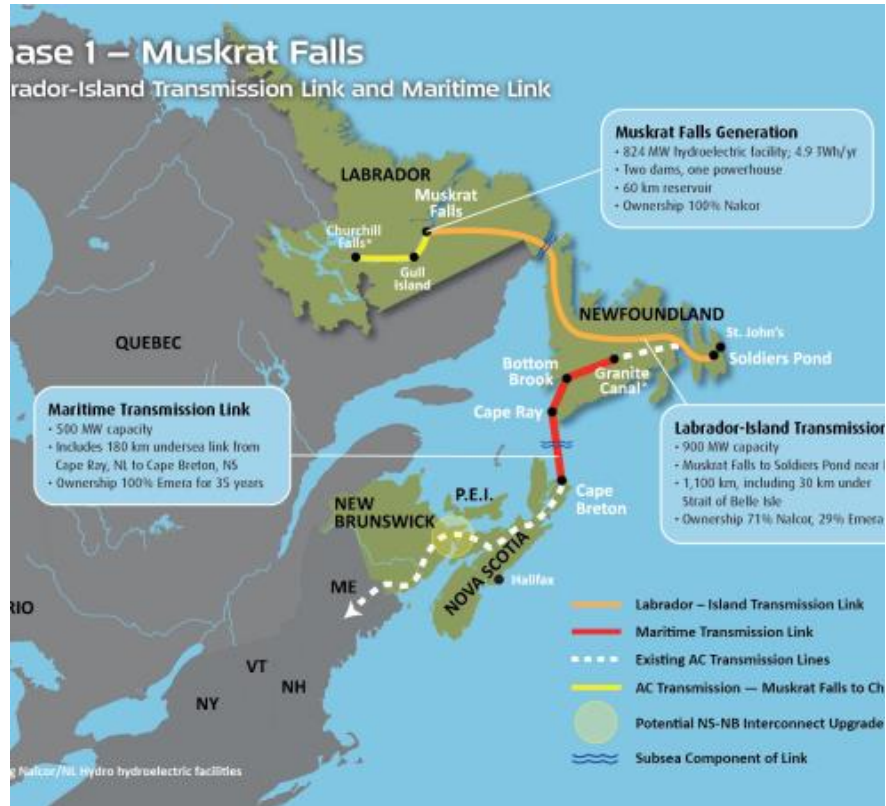 hase 1 – Muskrat Falls
rador-Island Transmission Link and Maritime Link
Muskrat Falls Generation
• 824 MW hydroelectric facility; 4.9 TWh/yr
• Two dams, one powerhouse
• 60 km reservoir
• Ownership 100% Nalcor
LABRADOR
Muskrat
Falls
Churchill
Falls*
Gull
Island
QUEBEC
NEWFOUNDLAND
St. John's
Soldiers Pond
Bottom
Brook
Granite
Canal*
Cape Ray
Maritime Transmission Link
• 500 MW capacity
• Includes 180 km undersea link from
Cape Ray, NL to Cape Breton, NS
• Ownership 100% Emera for 35 years
Labrador-Island Transmission
• 900 MW capacity
• Muskrat Falls to Soldiers Pond near
• 1,100 km, including 30 km under
Strait of Belle Isle
• Ownership 71% Nalcor, 29% Emera
P.E.I.
NEW
BRUNSWICK
Cape
Breton
NOVA SCOTIA
Halifax
ME
RIO
VT
NH
NY
Labrador – Island Transmission Link
Maritime Transmission Link
Existing AC Transmission Lines
AC Transmission — Muskrat Falls to Ch
Potential NS-NB Interconnect Upgrade
Subsea Component of Link
g Nalcor/NL Hydro hydroelectric facilities